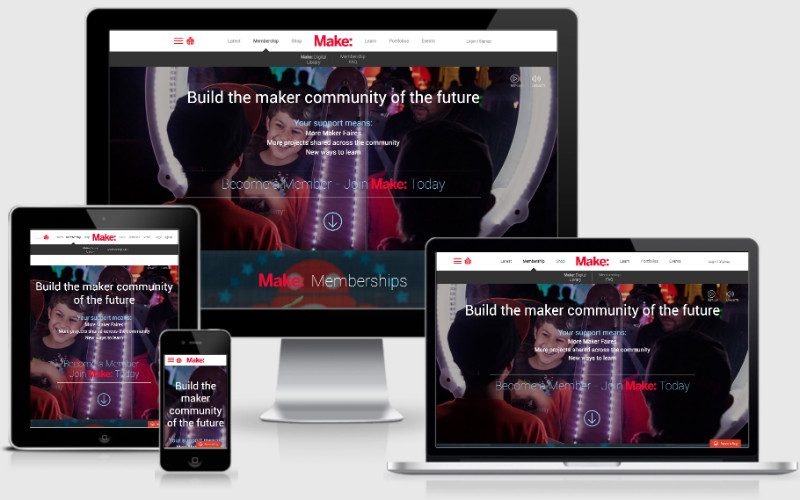 Latest Membership Shop Make: Learn Portfolios Events Login / Signup
Make: Digital Library
Membership FAQ
Build the maker community of the future
Your support means:
More Maker Faires
More projects shared across the community
New ways to learn
Become a Member - Join Make: Today
Make: Memberships
Membership Make:
Build the maker community
of the future
Your support means:
More Maker Faires
More projects shared across the community
New ways to learn
Become a Member -
Join Make: Today
Make:
Build the
maker
community
of the future
Your support means:
Latest Membership Shop Make: Learn Portfolios Events Login / Signup
Make: Digital Library
Membership FAQ
Build the maker community of the future
Your support means:
More Maker Faires
More projects shared across the community
New ways to learn
Become a Member - Join Make: Today